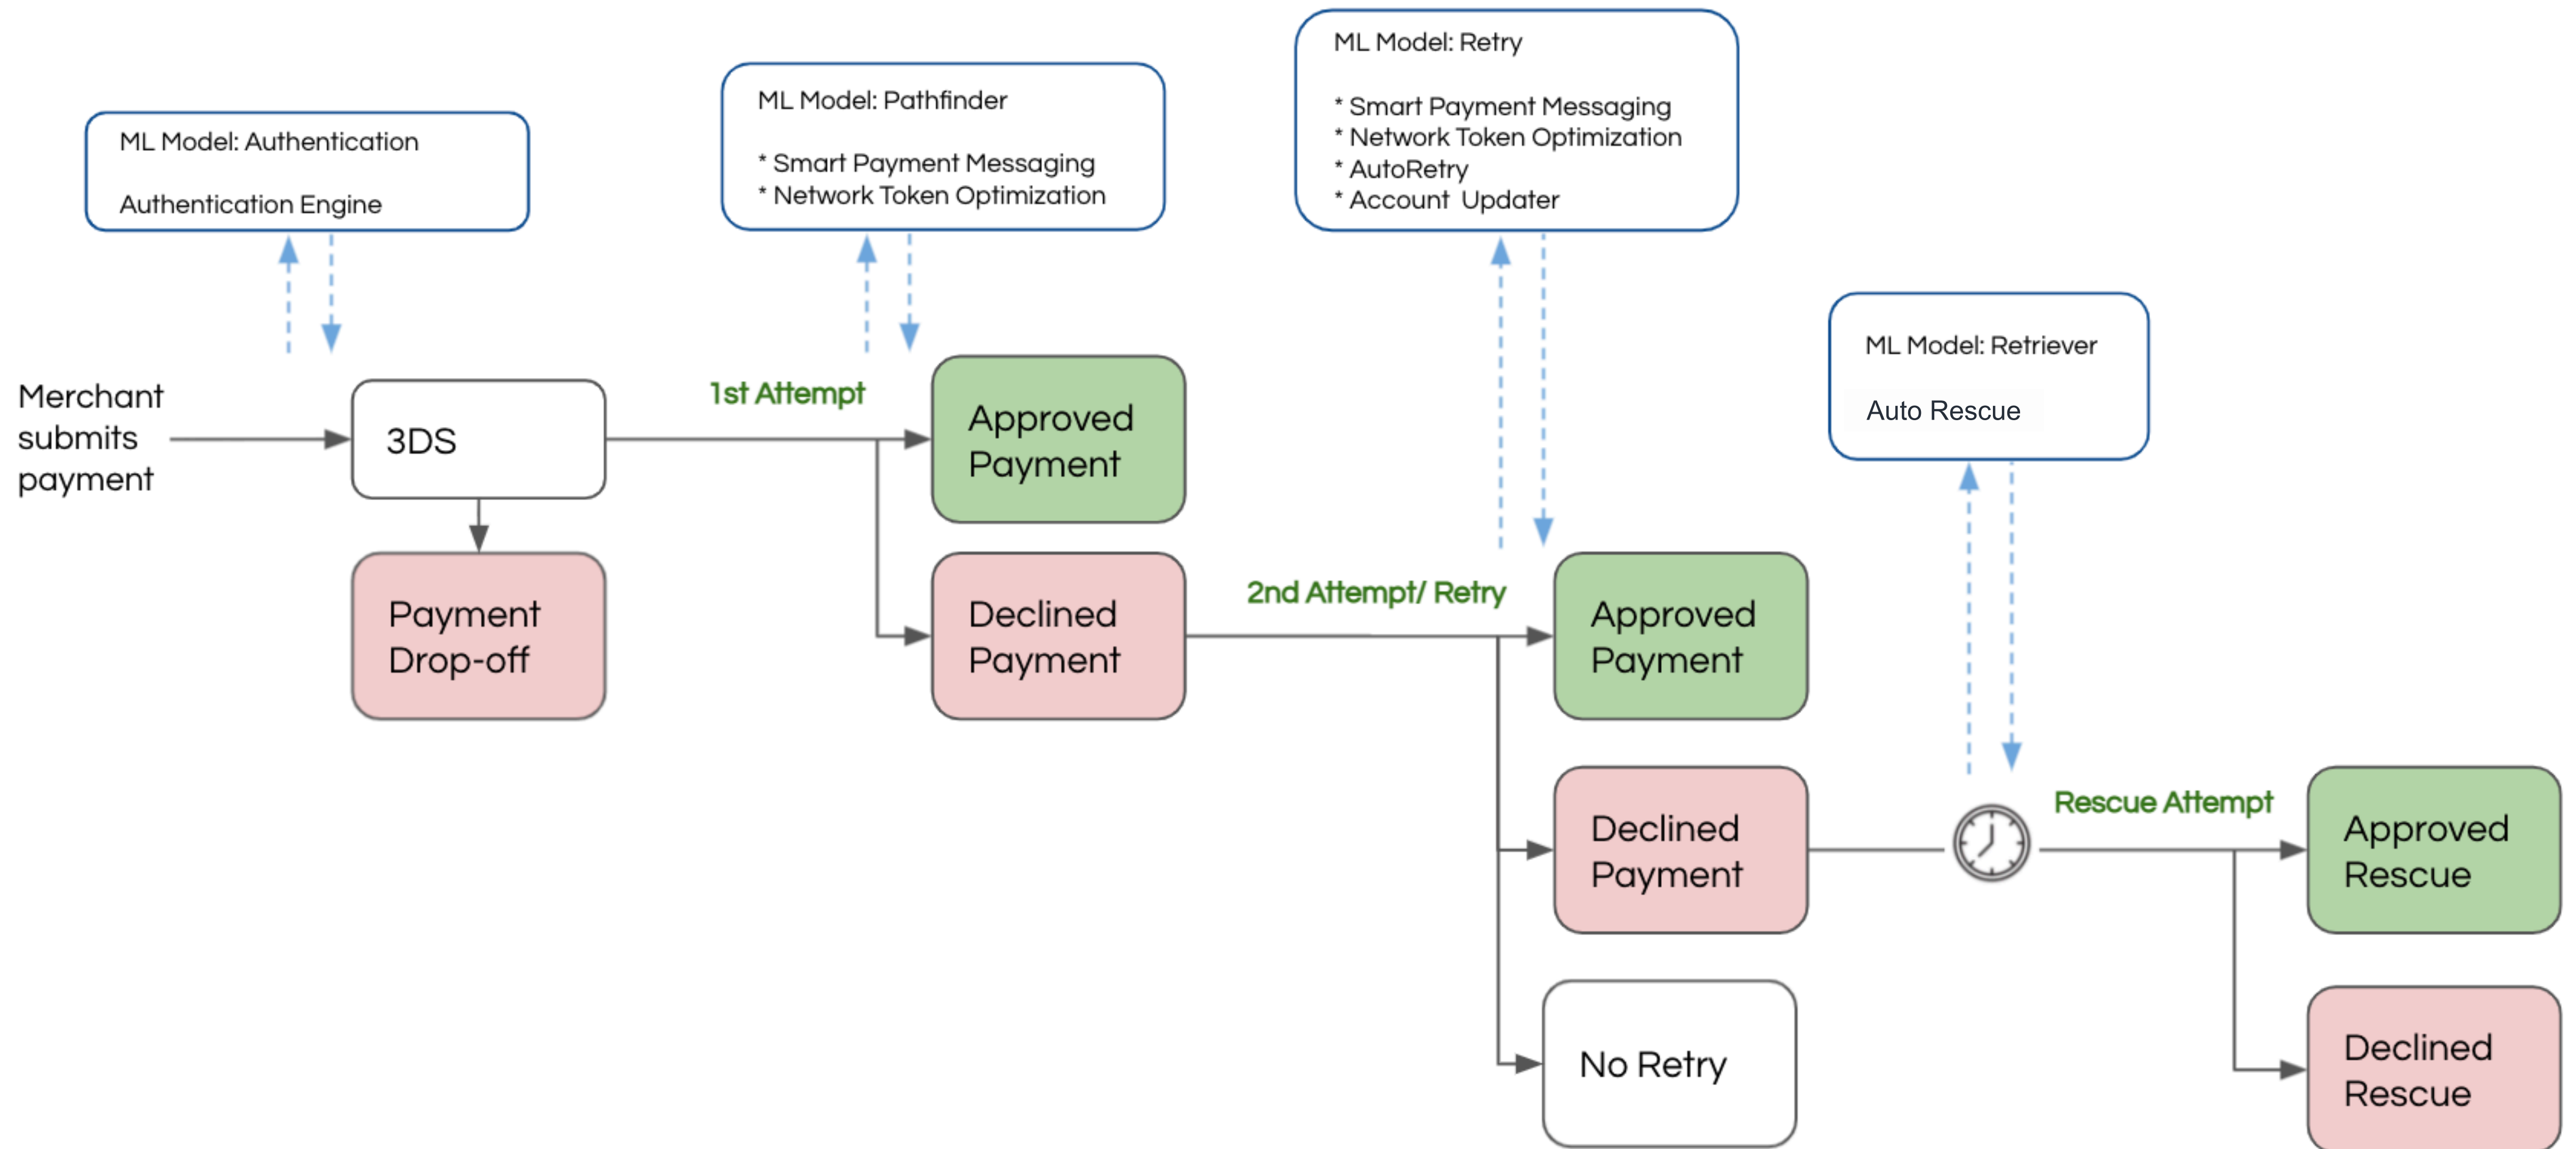 ML Model: Authentication
Authentication Engine
ML Model: Pathfinder
* Smart Payment Messaging
* Network Token Optimization
ML Model: Retry
* Smart Payment Messaging
* Network Token Optimization
* AutoRetry
* Account  Updater
ML Model: Retriever
Auto Rescue
Merchant
submits
payment
3DS
Payment
Drop-off
1st Attempt
Approved
Payment
Declined
Payment
2nd Attempt/ Retry
Approved
Payment
Declined
Payment
No Retry
Rescue Attempt
Approved
Rescue
Declined
Rescue